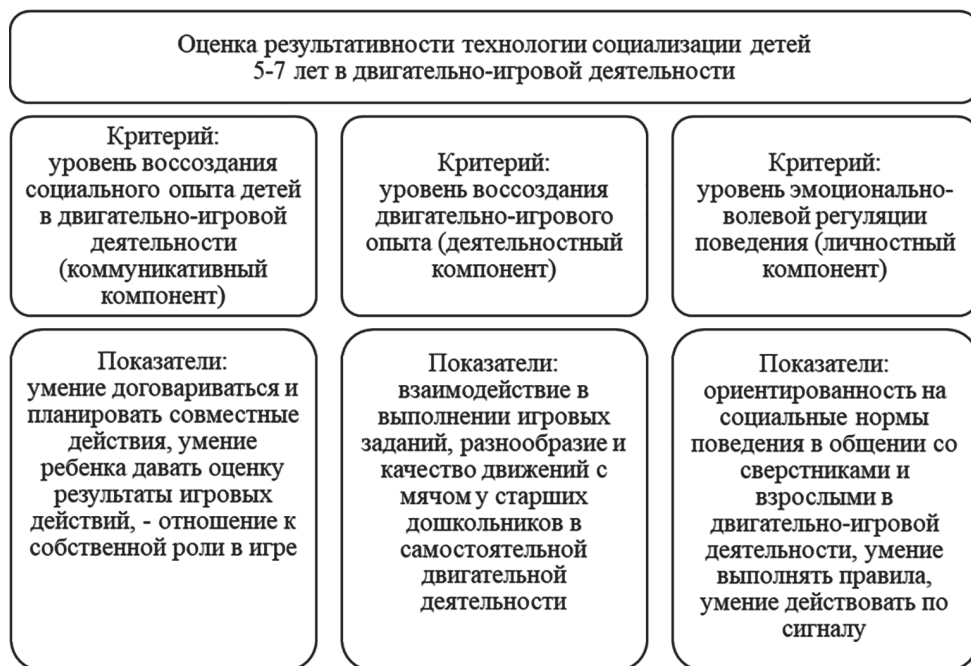 Оценка результативности технологии социализации детей
5-7 лет в двигательно-игровой деятельности
Критерий:
уровень воссоздания
социального опыта детей
в двигательно-игровой
деятельности
(коммуникативный
компонент)
Критерий:
уровень воссоздания
двигательно-игрового
опыта (деятельностный
компонент)
Критерий:
уровень эмоционально-
волевой регуляции
поведения (личностный
компонент)
Показатели:
умение договариваться и
планировать совместные
действия, умение
ребенка давать оценку
результаты игровых
действий, - отношение к
собственной роли в игре
Показатели:
взаимодействие в
выполнении игровых
заданий, разнообразие и
качество движений с
мячом у старших
дошкольников в
самостоятельной
двигательной
деятельности
Показатели:
ориентированность на
социальные нормы
поведения в общении со
сверстниками и
взрослыми в
двигательно-игровой
деятельности, умение
выполнять правила,
умение действовать по
сигналу